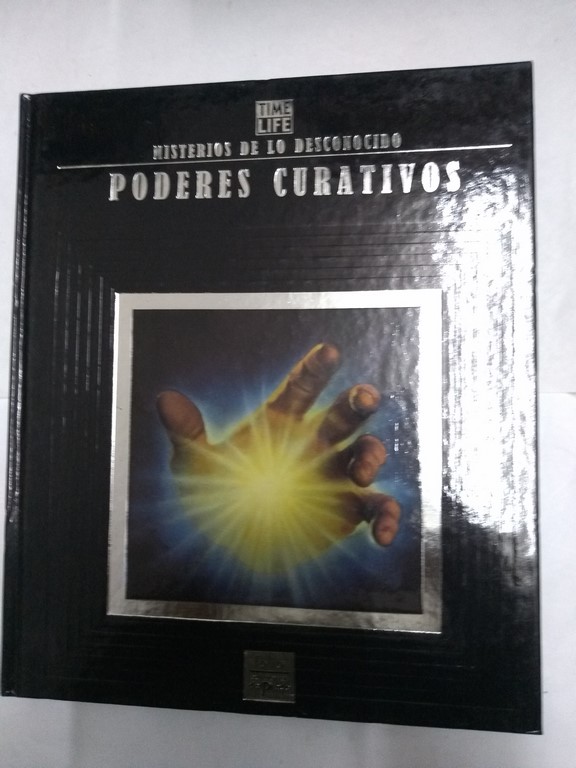 TIME
LIFE
MISTERIOS DE LO DESCONOCIDO
PODERES CURATIVOS